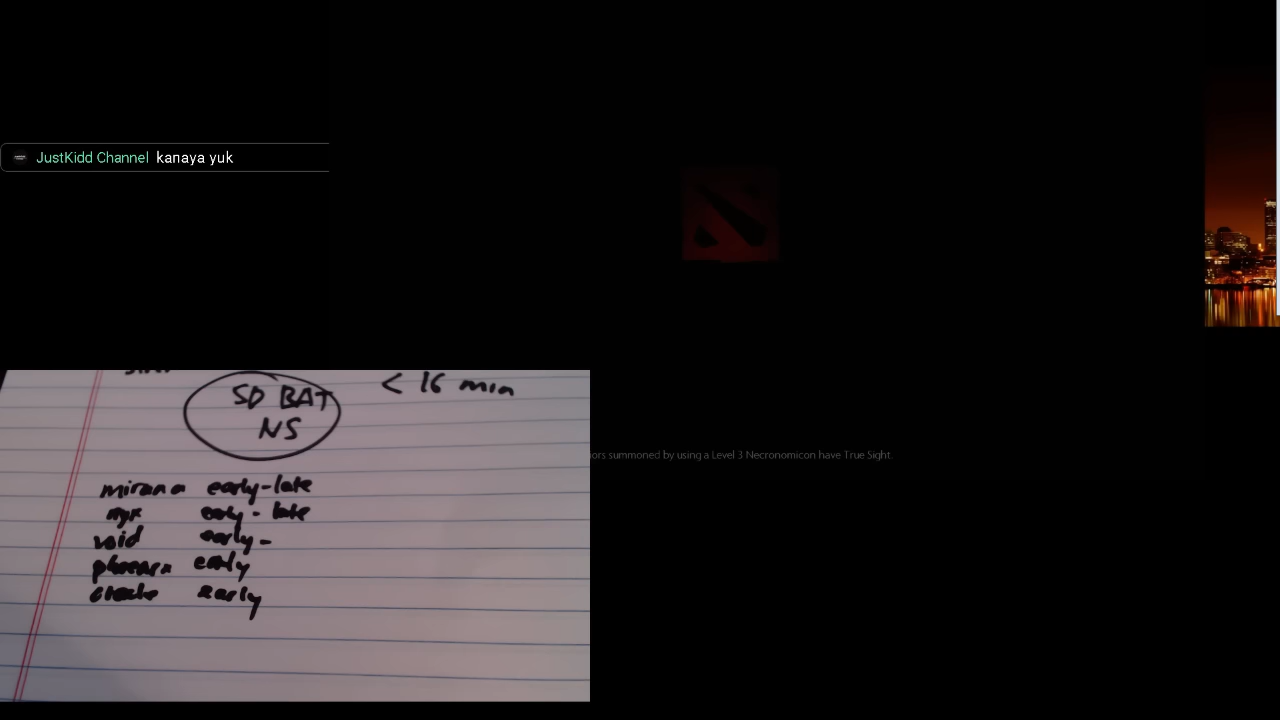 JustKidd Channel kanaya yuk
SD BAT
NS
< 16 min
ors summoned by using a Level 3 Necronomicon have True Sight.
mirana early-late
nyx early - late
void early -
phoenix early
early